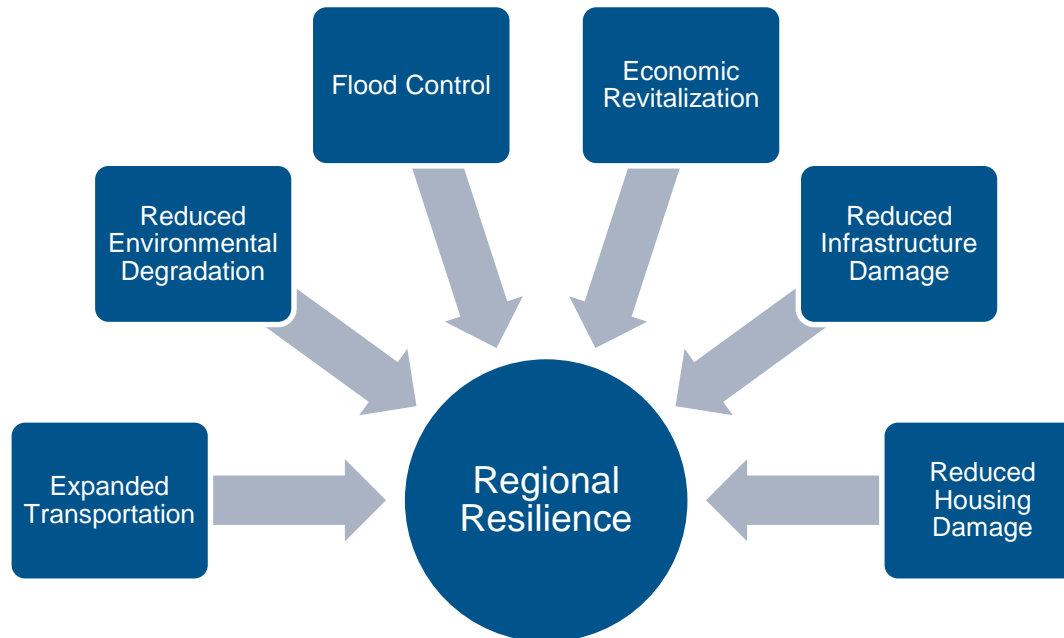 Flood Control
Economic
Revitalization
Reduced
Environmental
Degradation
Reduced
Infrastructure
Damage
Expanded
Transportation
Regional
Resilience
Reduced
Housing
Damage